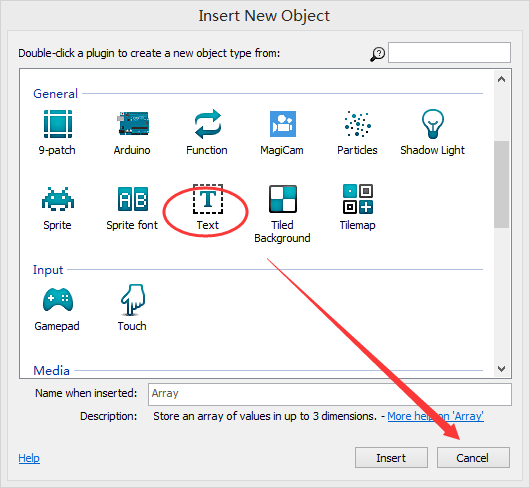 Insert New Object
Double-click a plugin to create a new object type from:
General
9-patch Arduino Function MagiCam Particles Shadow Light
AB T
Sprite Sprite font Text Tiled Background Tilemap
Input
Gamepad Touch
Media
Name when inserted: Array
Description: Store an array of values in up to 3 dimensions. - More help on 'Array'
Help Insert Cancel